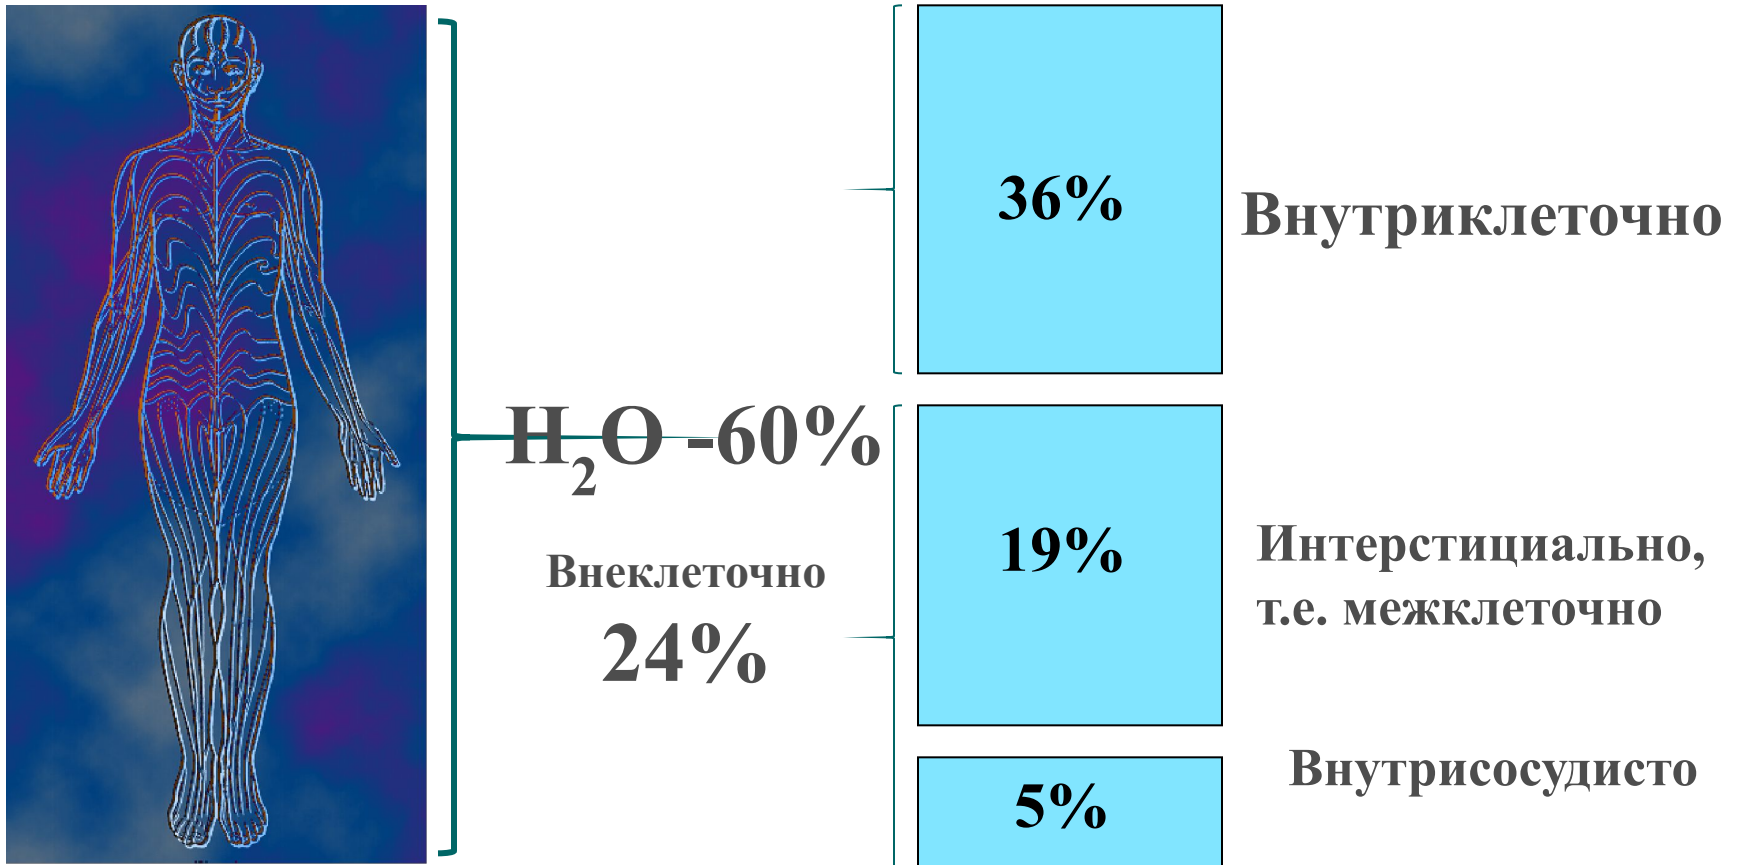 36%
Внутриклеточно
H₂O -60%
19%
Внеклеточно
24%
Интерстициально,
т.е. межклеточно
5%
Внутрисосудисто